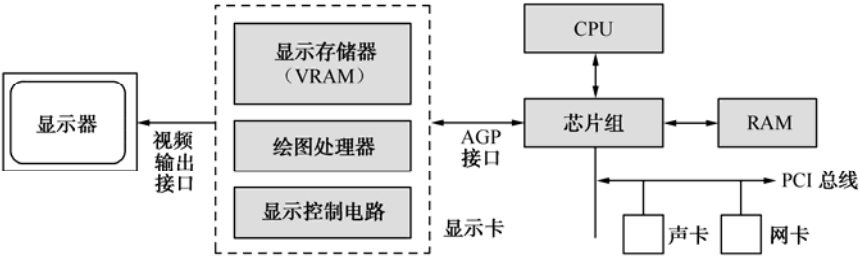 显示器
视频
输出
接口
显示存储器
（VRAM）
绘图处理器
显示控制电路
显示卡
AGP
接口
CPU
芯片组
RAM
PCI 总线
声卡
网卡